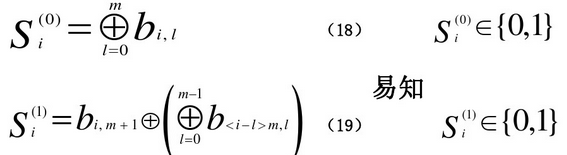 S_i^{(0)} = ⊕_{l=0}^{m} b_{i,l} （18） S_i^{(0)} ∈ {0,1}
易知
S_i^{(1)} = b_{i,m+1} ⊕ (⊕_{l=0}^{m-1} b_{<i-l>m,l}) （19） S_i^{(1)} ∈ {0,1}